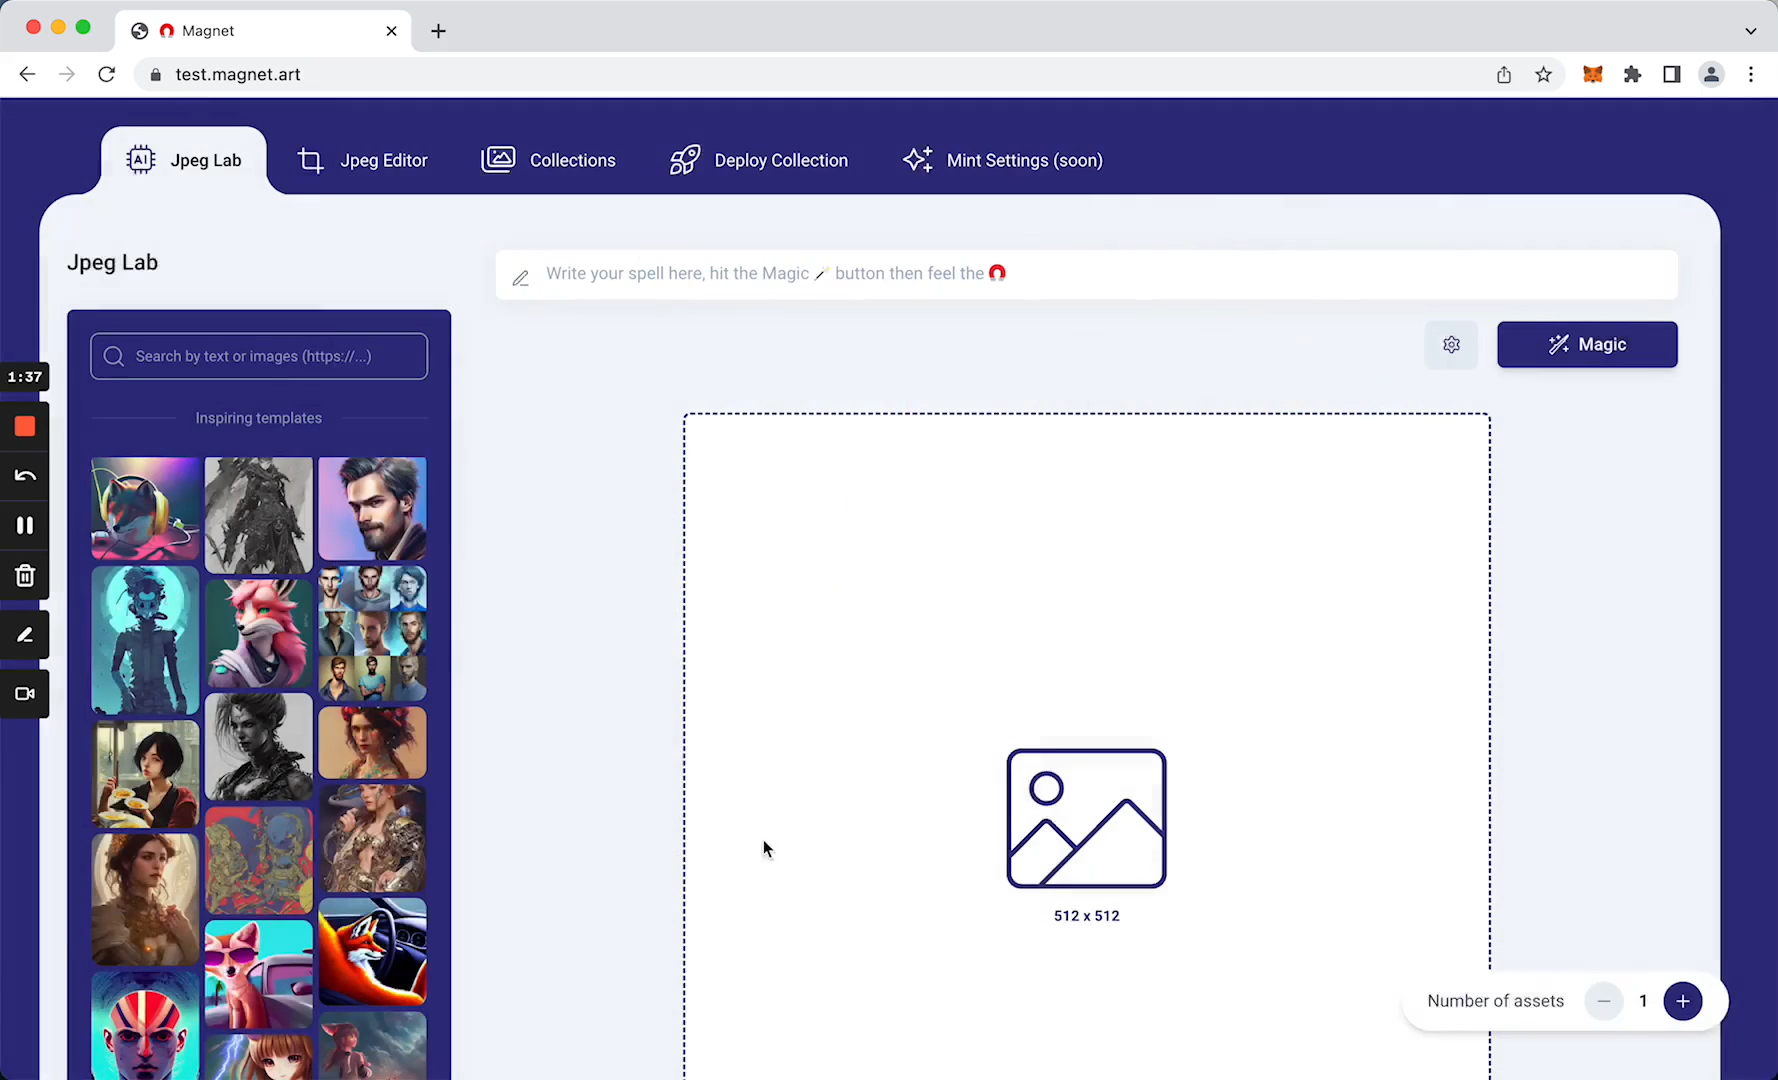 Magnet
test.magnet.art
AI Jpeg Lab
Jpeg Editor
Collections
Deploy Collection
Mint Settings (soon)
Jpeg Lab
Write your spell here, hit the Magic button then feel the
Search by text or images (https://...)
Magic
1:37
Inspiring templates
512 x 512
Number of assets
1